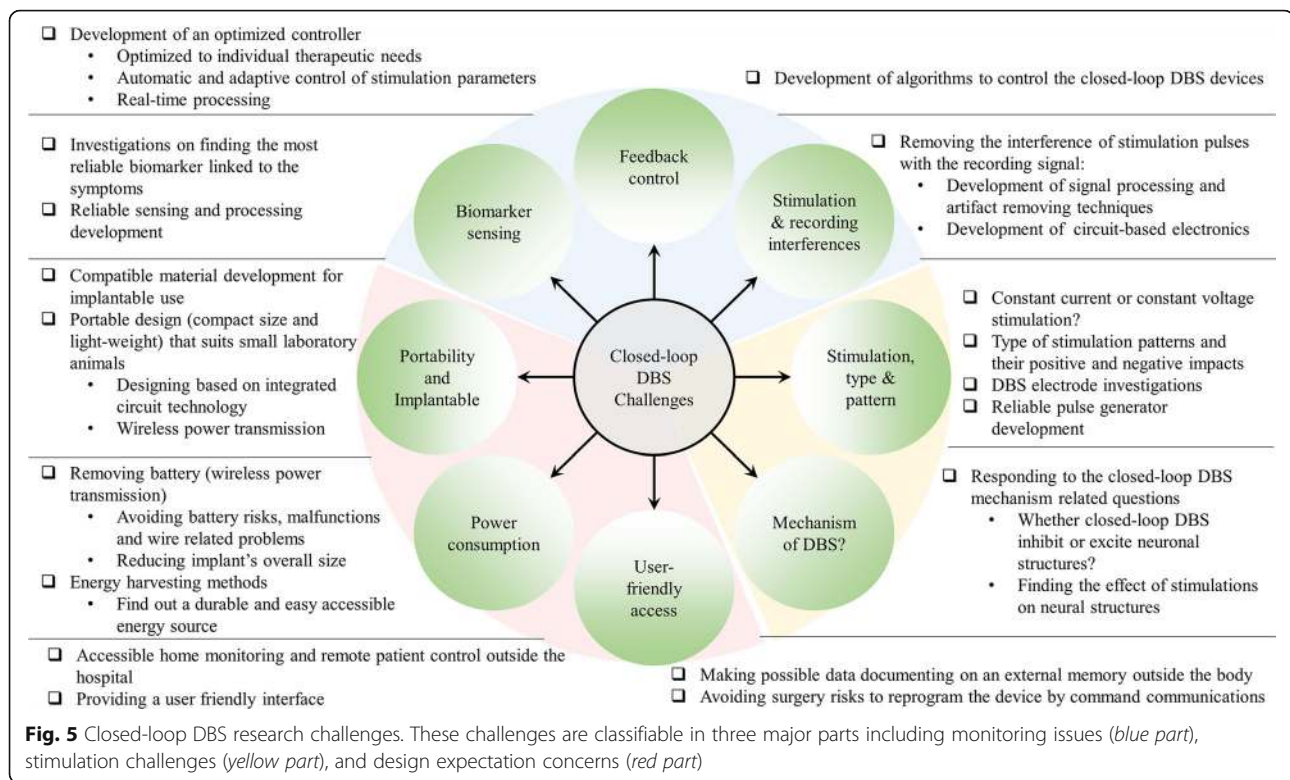 ❑ Development of an optimized controller
• Optimized to individual therapeutic needs
• Automatic and adaptive control of stimulation parameters
• Real-time processing
❑ Development of algorithms to control the closed-loop DBS devices
❑ Investigations on finding the most
reliable biomarker linked to the
symptoms
❑ Reliable sensing and processing
development
❑ Removing the interference of stimulation pulses
with the recording signal:
• Development of signal processing and
artifact removing techniques
• Development of circuit-based electronics
❑ Compatible material development for
implantable use
❑ Portable design (compact size and
light-weight) that suits small laboratory
animals
• Designing based on integrated
circuit technology
• Wireless power transmission
❑ Constant current or constant voltage
stimulation?
❑ Type of stimulation patterns and
their positive and negative impacts
❑ DBS electrode investigations
❑ Reliable pulse generator
development
❑ Removing battery (wireless power
transmission)
• Avoiding battery risks, malfunctions
and wire related problems
• Reducing implant's overall size
❑ Energy harvesting methods
• Find out a durable and easy accessible
energy source
❑ Responding to the closed-loop DBS
mechanism related questions
• Whether closed-loop DBS
inhibit or excite neuronal
structures?
• Finding the effect of stimulations
on neural structures
❑ Accessible home monitoring and remote patient control outside the
hospital
❑ Providing a user friendly interface
❑ Making possible data documenting on an external memory outside the body
❑ Avoiding surgery risks to reprogram the device by command communications
Feedback
control
Biomarker
sensing
Stimulation
& recording
interferences
Portability
and
Implantable
Closed-loop
DBS
Challenges
Stimulation,
type &
pattern
Power
consumption
User-
friendly
access
Mechanism
of DBS?
Fig. 5 Closed-loop DBS research challenges. These challenges are classifiable in three major parts including monitoring issues (blue part),
stimulation challenges (yellow part), and design expectation concerns (red part)